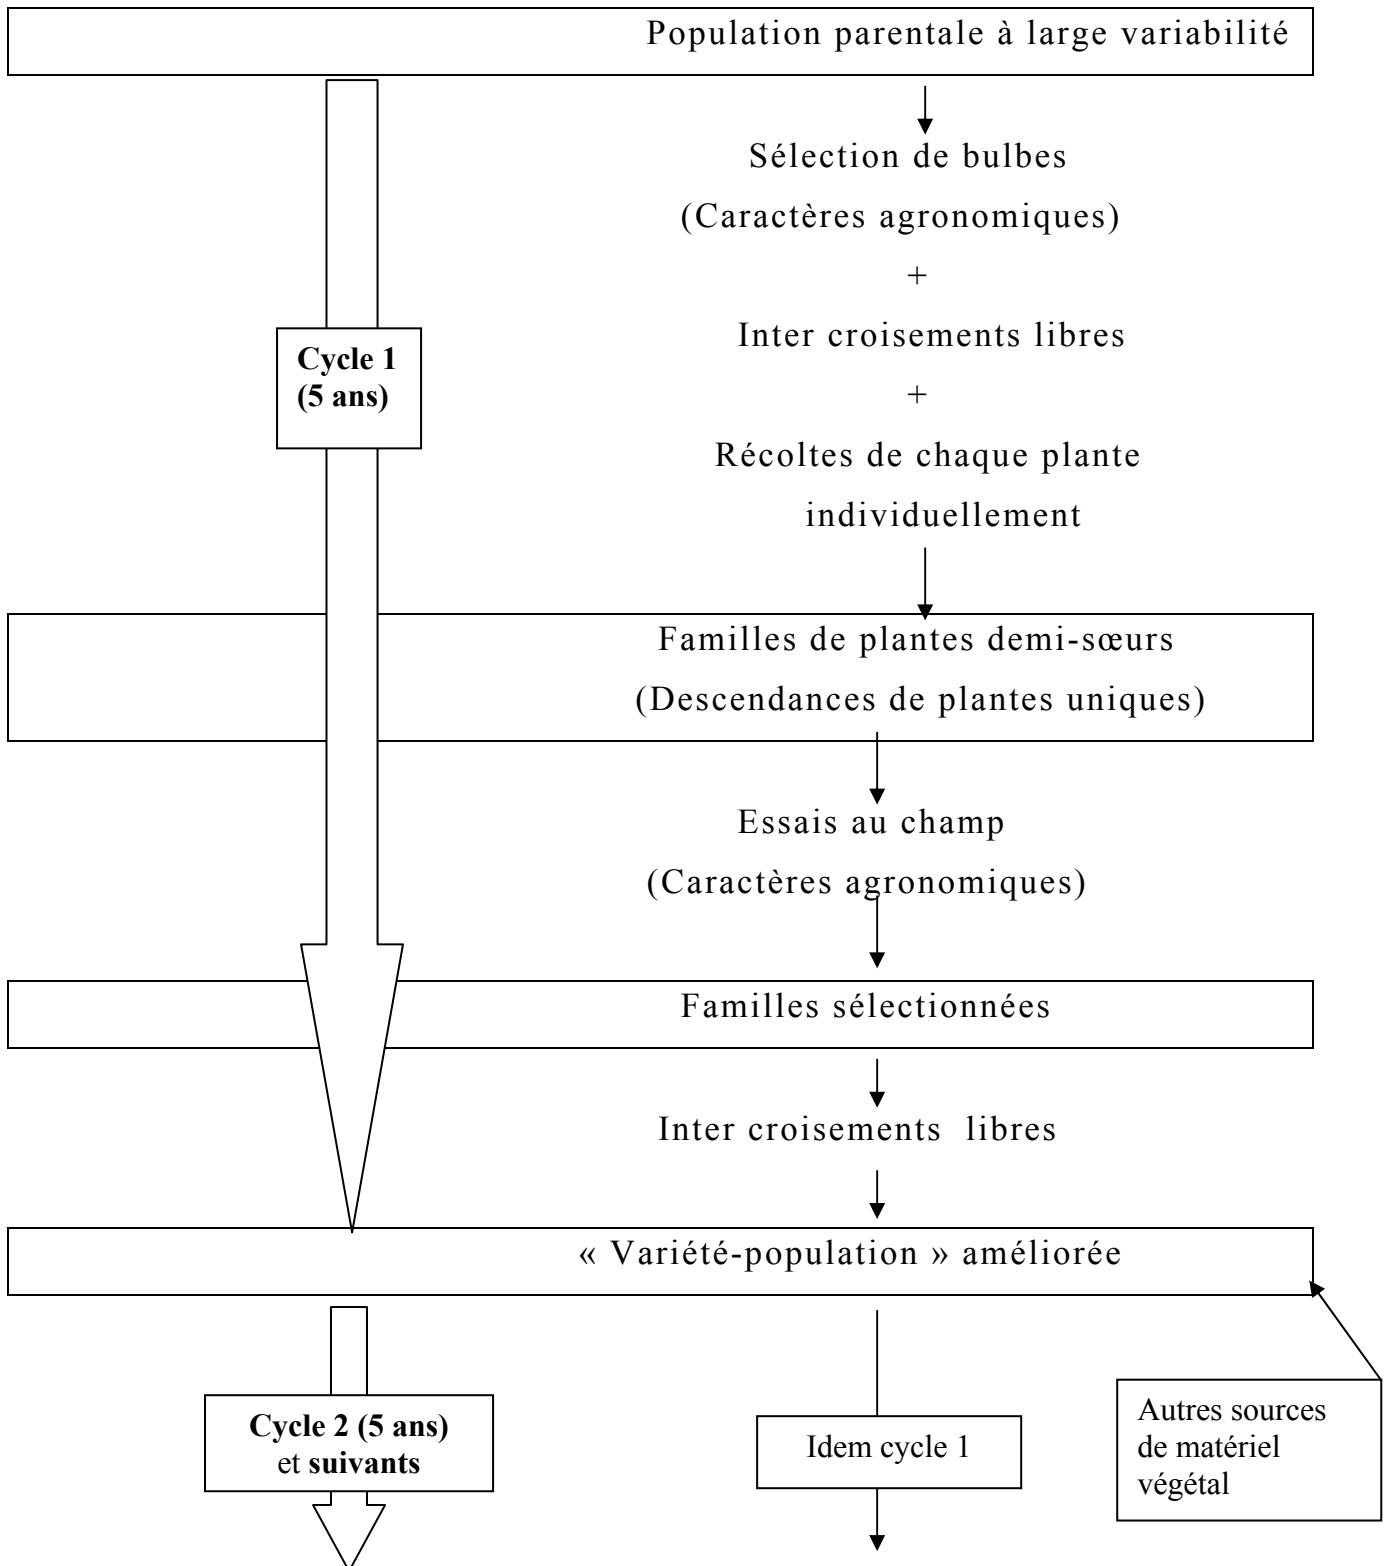 Population parentale à large variabilité
Sélection de bulbes
(Caractères agronomiques)
+
Inter croisements libres
+
Récoltes de chaque plante
individuellement
Cycle 1
(5 ans)
Familles de plantes demi-sœurs
(Descendances de plantes uniques)
Essais au champ
(Caractères agronomiques)
Familles sélectionnées
Inter croisements libres
« Variété-population » améliorée
Cycle 2 (5 ans)
et suivants
Idem cycle 1
Autres sources
de matériel
végétal